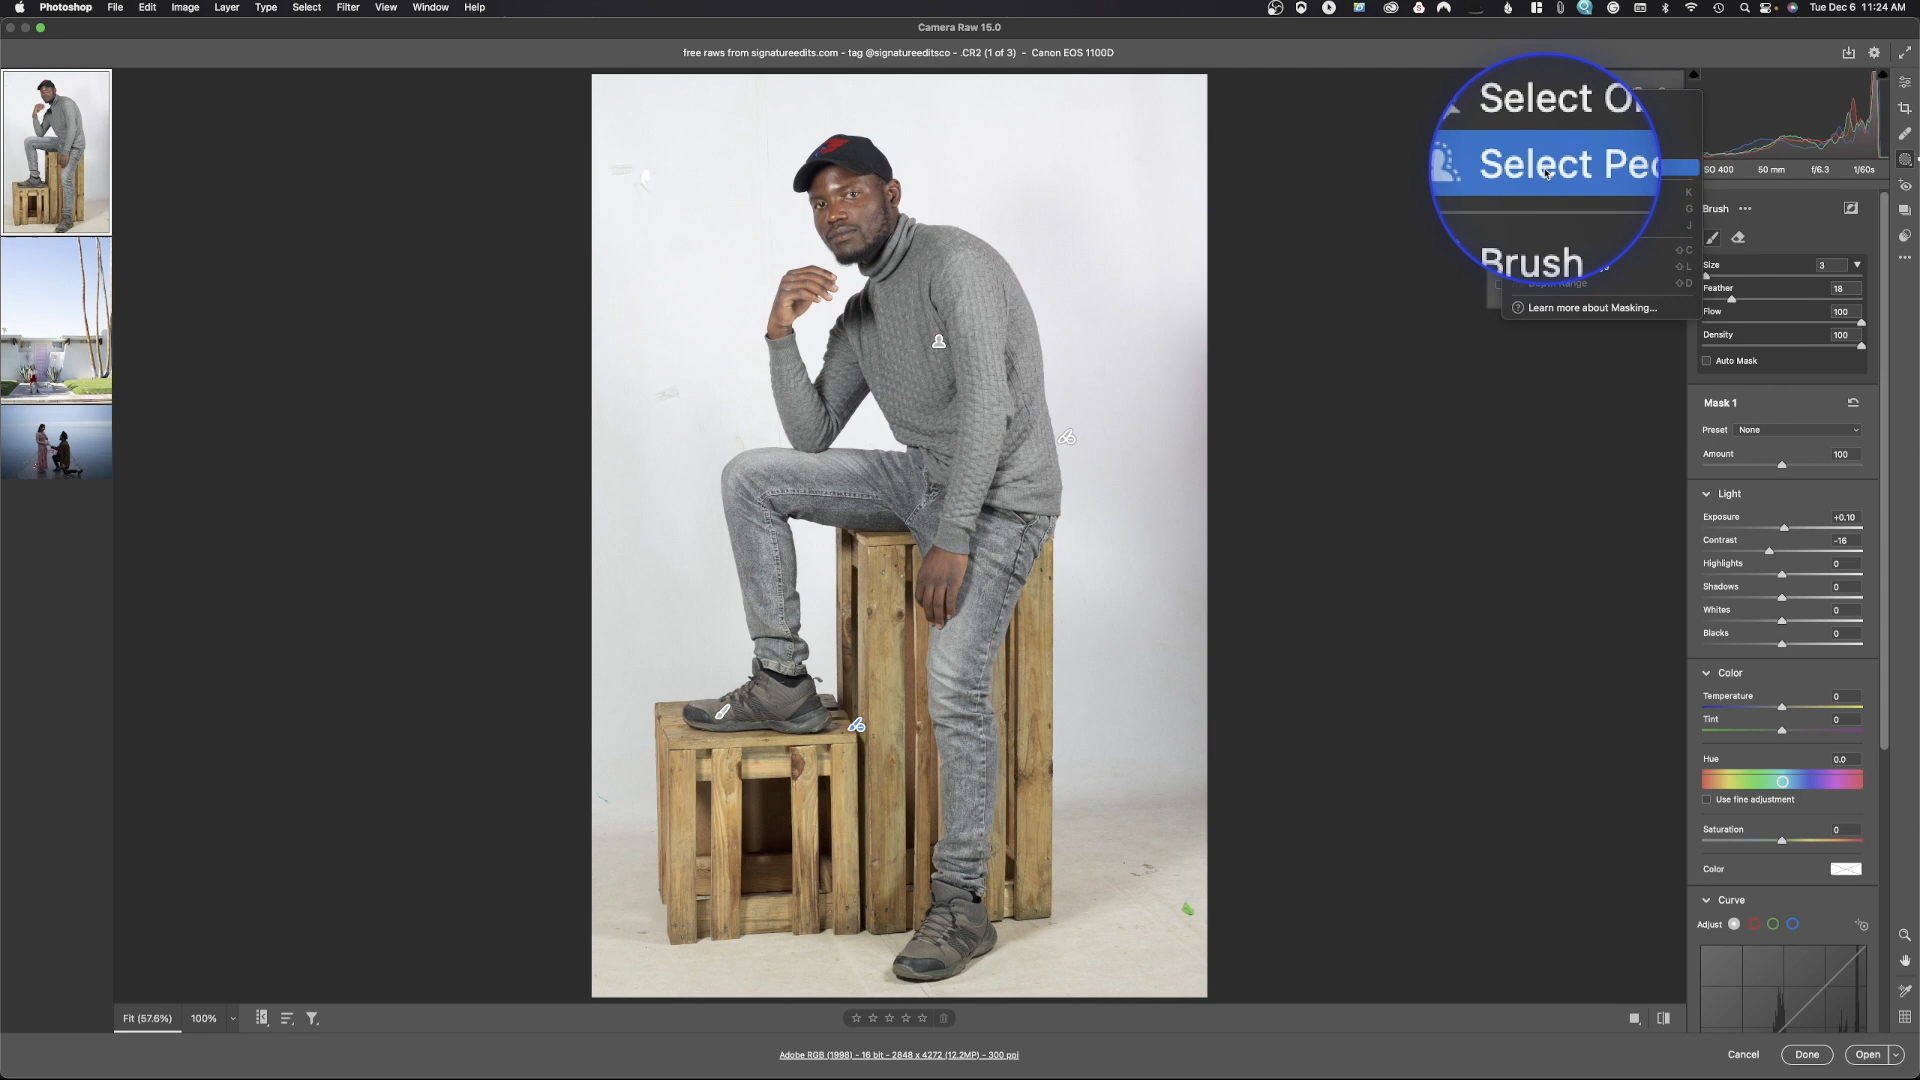 Photoshop File Edit Image Layer Type Select Filter View Window Help
Tue Dec 6 11:24 AM
Camera Raw 15.0
free raws from signatureedits.com - tag @signatureeditsco - .CR2 (1 of 3) - Canon EOS 1100D
Select O
Select Peo
Brush
K
G
J
C
L
D
Depth Range
Learn more about Masking...
ISO 400 50 mm f/6.3 1/60s
Brush
Size 3
Feather 18
Flow 100
Density 100
Auto Mask
Mask 1
Preset None
Amount 100
Light
Exposure +0.10
Contrast -16
Highlights 0
Shadows 0
Whites 0
Blacks 0
Color
Temperature 0
Tint 0
Hue 0.0
Use fine adjustment
Saturation 0
Color
Curve
Adjust
Fit (57.6%) 100%
Adobe RGB (1998) - 16 bit - 2848 x 4272 (12.2MP) - 300 ppi
Cancel Done Open